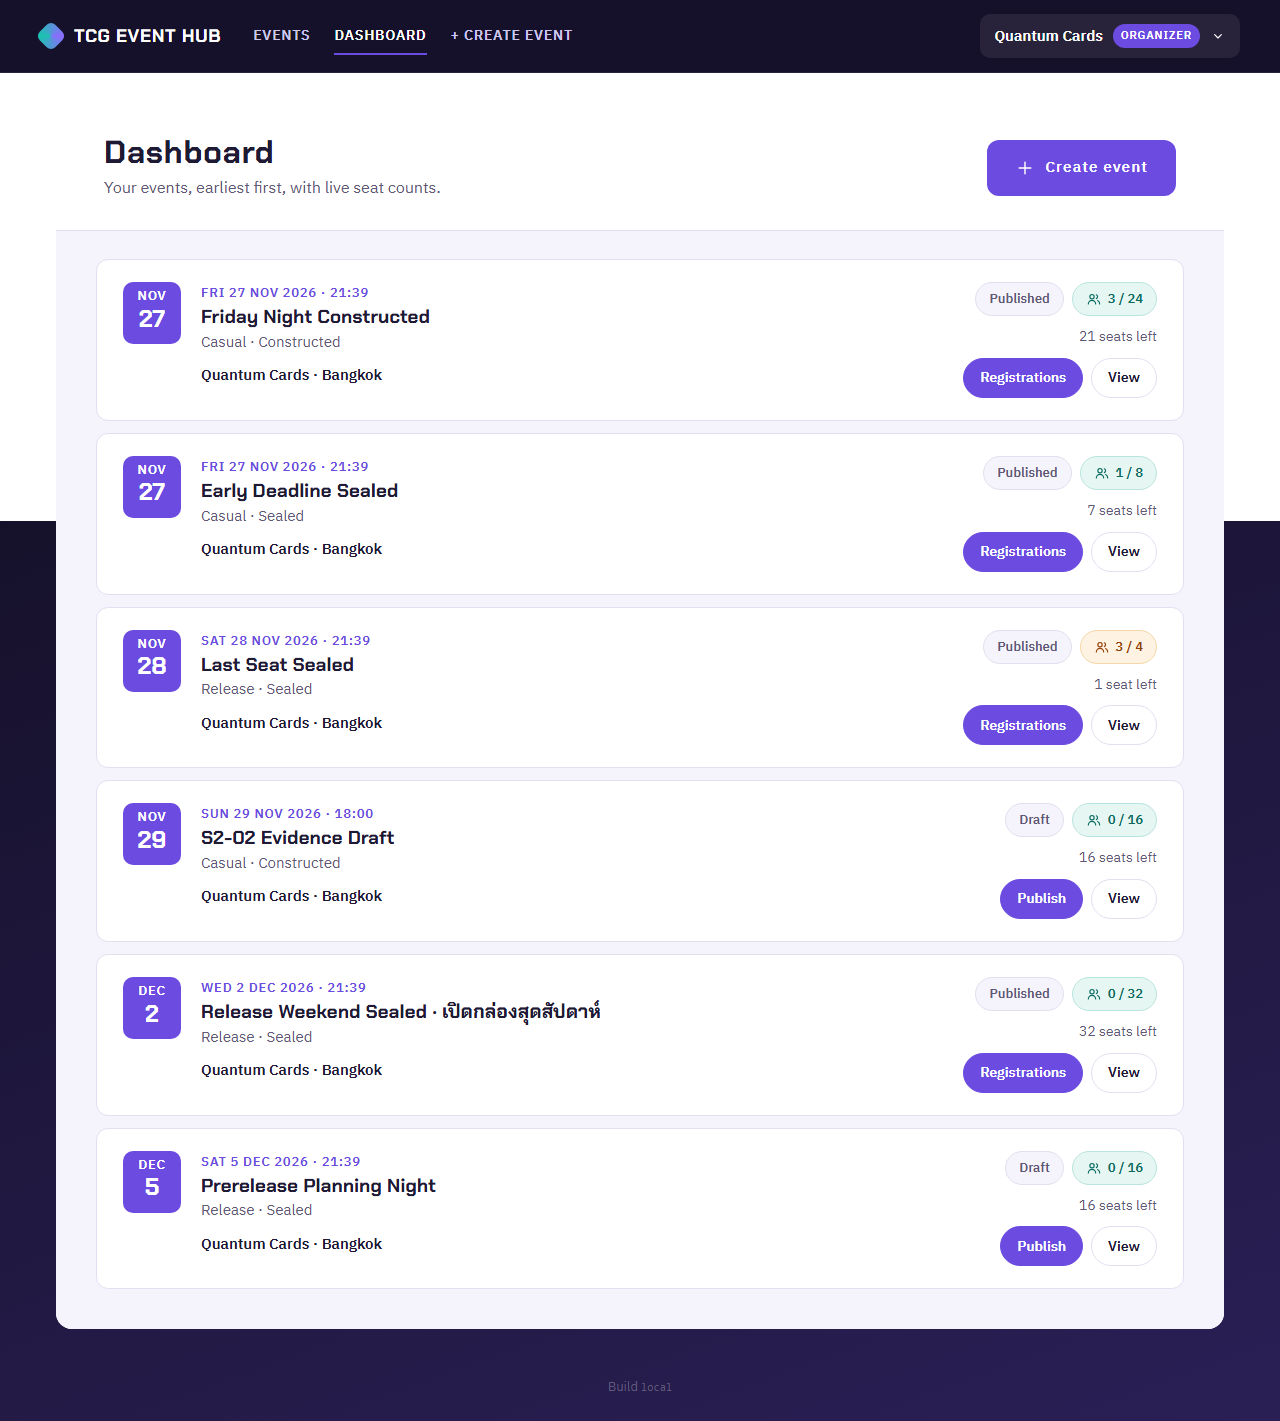 TCG EVENT HUB
EVENTS
DASHBOARD
+ CREATE EVENT
Quantum Cards
ORGANIZER
Dashboard
Your events, earliest first, with live seat counts.
Create event
NOV
27
FRI 27 NOV 2026 · 21:39
Friday Night Constructed
Casual · Constructed
Quantum Cards · Bangkok
Published
3 / 24
21 seats left
Registrations
View
NOV
27
FRI 27 NOV 2026 · 21:39
Early Deadline Sealed
Casual · Sealed
Quantum Cards · Bangkok
Published
1 / 8
7 seats left
Registrations
View
NOV
28
SAT 28 NOV 2026 · 21:39
Last Seat Sealed
Release · Sealed
Quantum Cards · Bangkok
Published
3 / 4
1 seat left
Registrations
View
NOV
29
SUN 29 NOV 2026 · 18:00
S2-02 Evidence Draft
Casual · Constructed
Quantum Cards · Bangkok
Draft
0 / 16
16 seats left
Publish
View
DEC
2
WED 2 DEC 2026 · 21:39
Release Weekend Sealed · เปิดกล่องสุดสัปดาห์
Release · Sealed
Quantum Cards · Bangkok
Published
0 / 32
32 seats left
Registrations
View
DEC
5
SAT 5 DEC 2026 · 21:39
Prerelease Planning Night
Release · Sealed
Quantum Cards · Bangkok
Draft
0 / 16
16 seats left
Publish
View
Build local